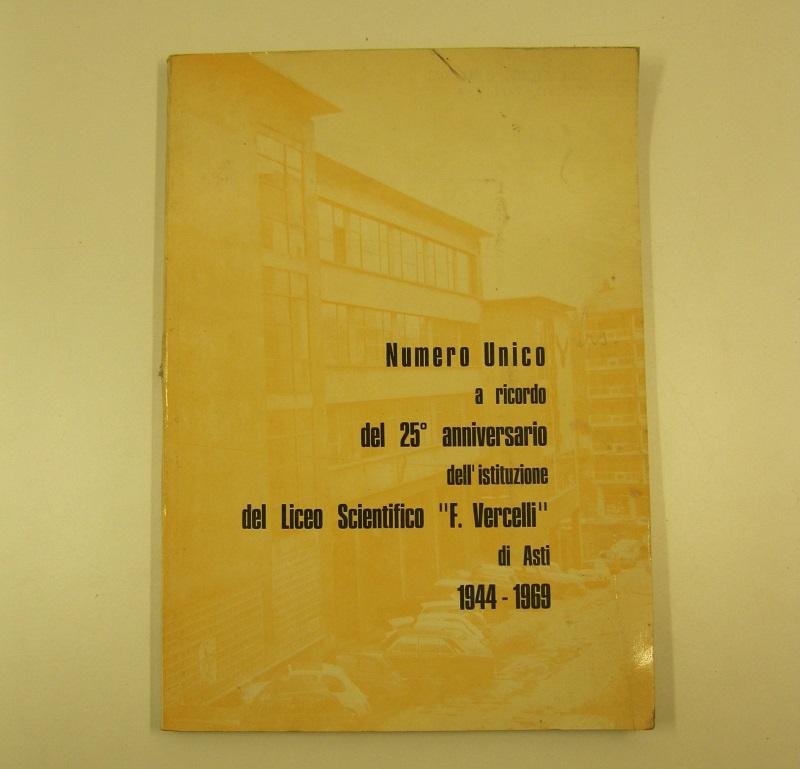 Numero Unico
a ricordo
del 25° anniversario
dell'istituzione
del Liceo Scientifico "F. Vercelli"
di Asti
1944 - 1969